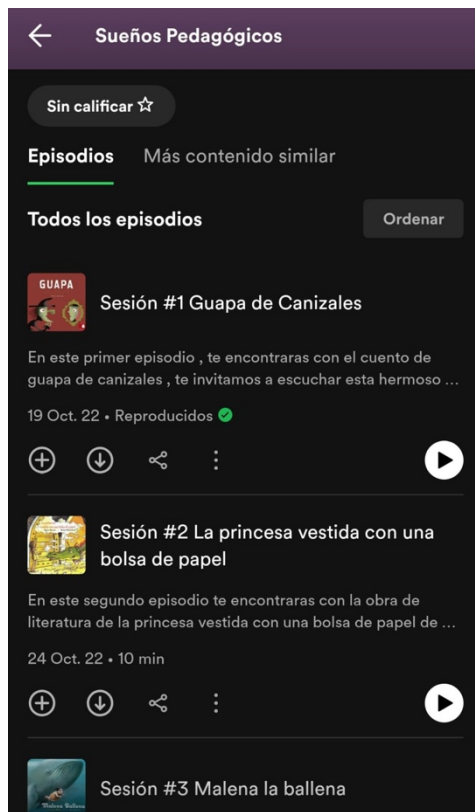 Sueños Pedagógicos
Sin calificar
Episodios Más contenido similar
Todos los episodios Ordenar
GUAPA
Sesión #1 Guapa de Canizales
En este primer episodio , te encontraras con el cuento de
guapa de canizales , te invitamos a escuchar esta hermoso ...
19 Oct. 22 • Reproducidos
Sesión #2 La princesa vestida con una
bolsa de papel
En este segundo episodio te encontraras con la obra de
literatura de la princesa vestida con una bolsa de papel de ...
24 Oct. 22 • 10 min
Malena Ballena
Sesión #3 Malena la ballena